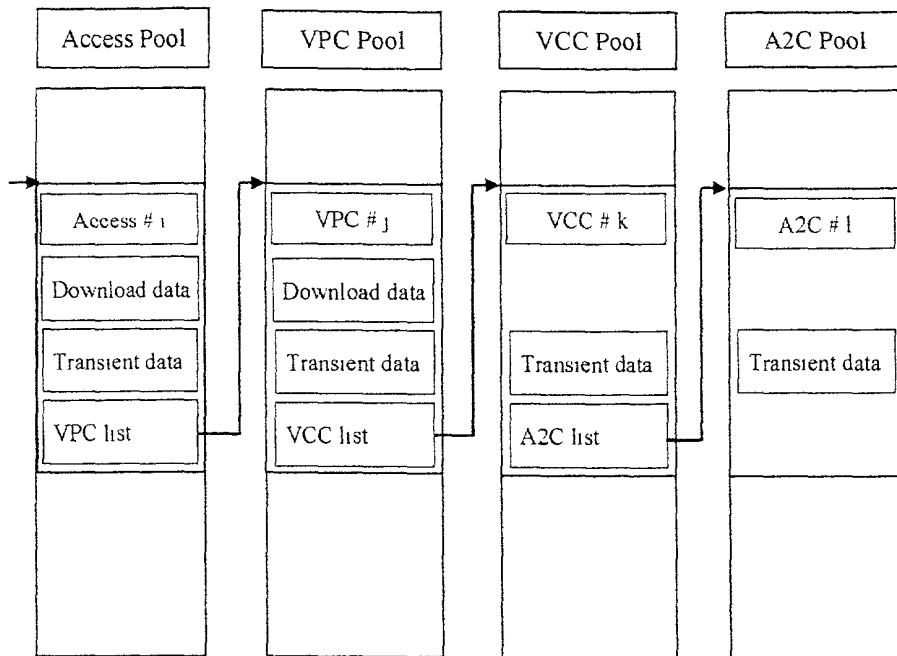 Access Pool
VPC Pool
VCC Pool
A2C Pool
Access # i
VPC # j
VCC # k
A2C # l
Download data
Download data
Transient data
Transient data
Transient data
Transient data
VPC list
VCC list
A2C list